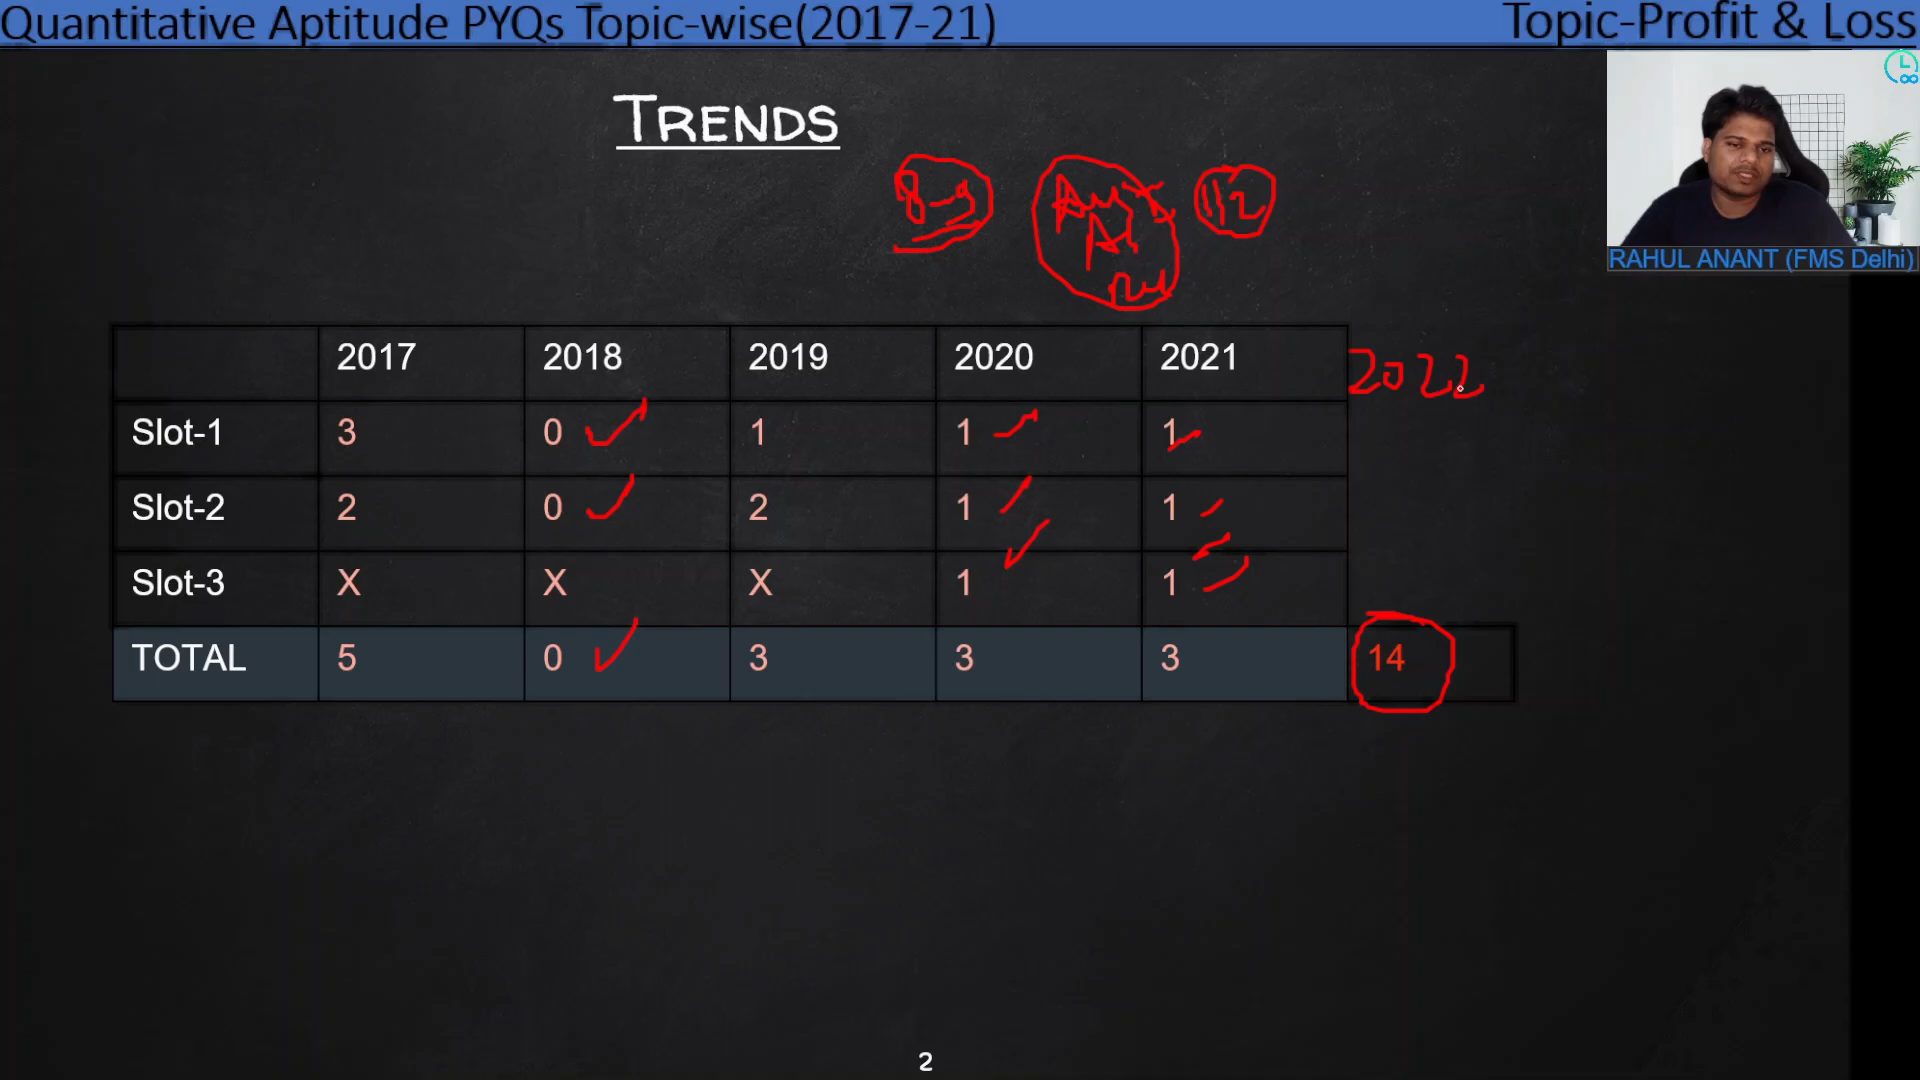 Quantitative Aptitude PYQs Topic-wise(2017-21) Topic-Profit & Loss
TRENDS
RAHUL ANANT (FMS Delhi)
8-9
2017 2018 2019 2020 2021 2022
Slot-1 3 0 1 1 1
Slot-2 2 0 2 1 1
Slot-3 X X X 1 1
TOTAL 5 0 3 3 3 14
2